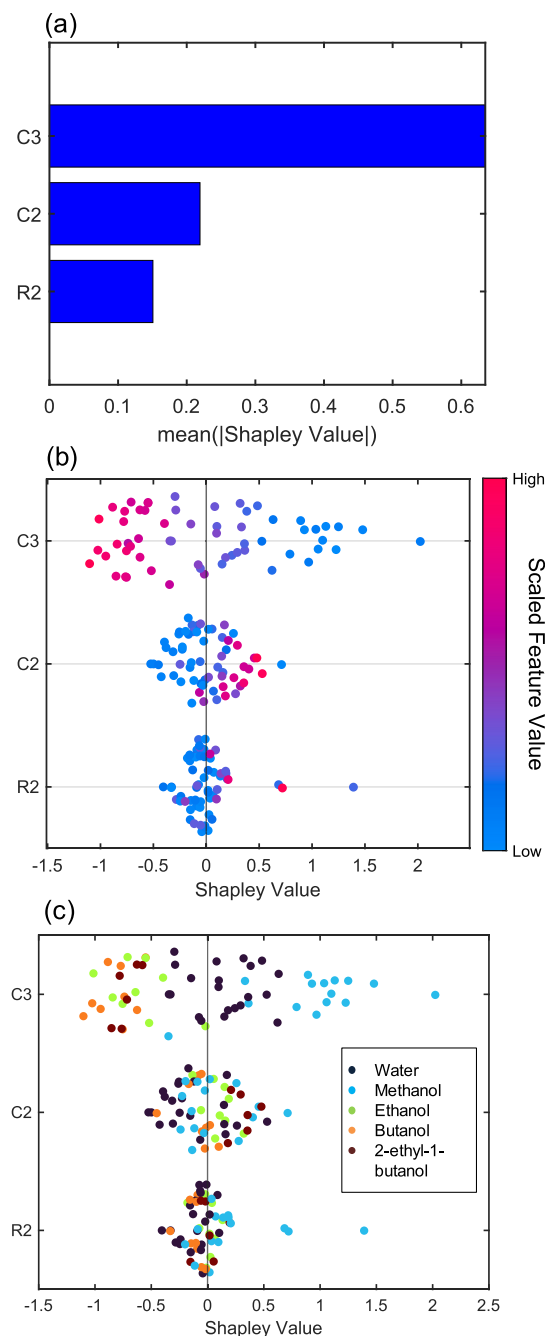 (a)
C3
C2
R2
0 0.1 0.2 0.3 0.4 0.5 0.6
mean(|Shapley Value|)
(b)
High
C3
C2
R2
Scaled Feature Value
Low
-1.5 -1 -0.5 0 0.5 1 1.5 2
Shapley Value
(c)
C3
C2
R2
Water
Methanol
Ethanol
Butanol
2-ethyl-1-
butanol
-1.5 -1 -0.5 0 0.5 1 1.5 2 2.5
Shapley Value